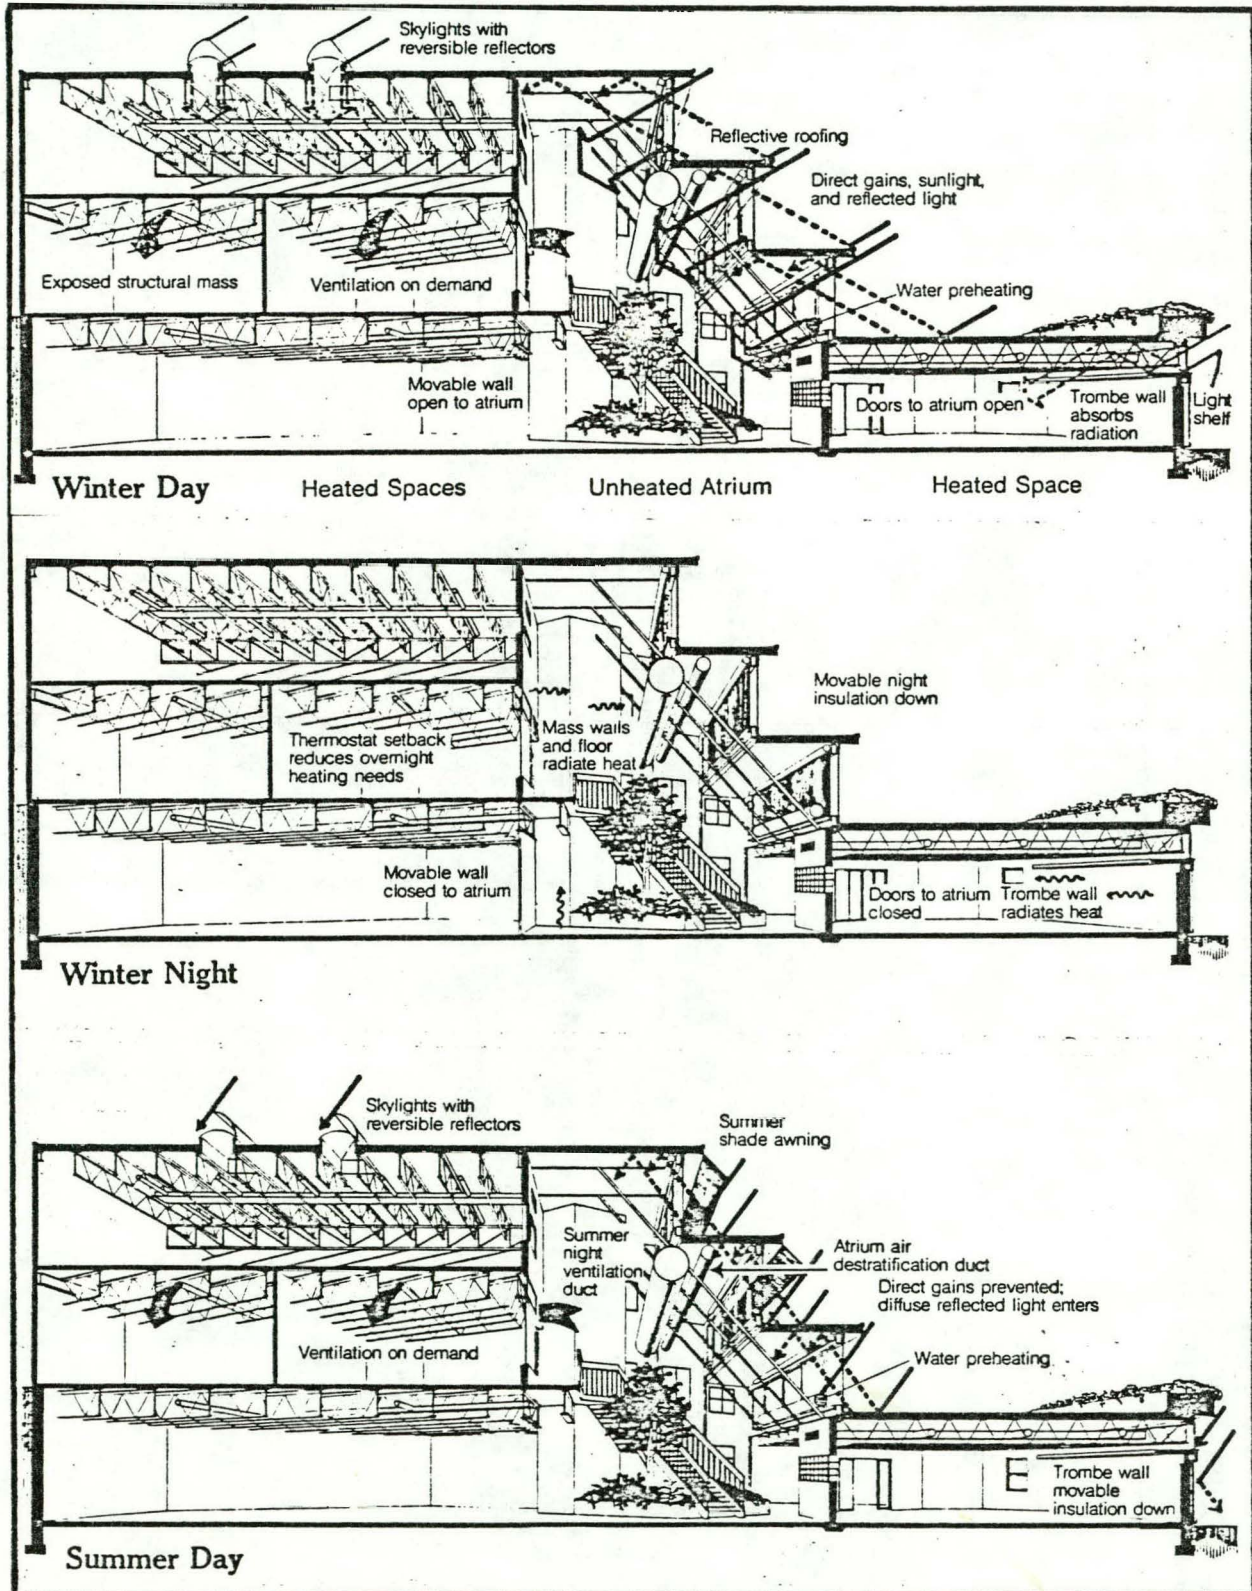 Skylights with
reversible reflectors
Reflective roofing
Direct gains, sunlight,
and reflected light
Exposed structural mass
Ventilation on demand
Water preheating
Movable wall
open to atrium
Doors to atrium open
Trombe wall
absorbs
radiation
Light
shelf
Winter Day
Heated Spaces
Unheated Atrium
Heated Space
Movable night
insulation down
Thermostat setback
reduces overnight
heating needs
Mass walls
and floor
radiate heat
Movable wall
closed to atrium
Doors to atrium
closed
Trombe wall
radiates heat
Winter Night
Skylights with
reversible reflectors
Summer
shade awning
Summer
night
ventilation
duct
Atrium air
destratification duct
Direct gains prevented;
diffuse reflected light enters
Ventilation on demand
Water preheating
Trombe wall
movable
insulation down
Summer Day